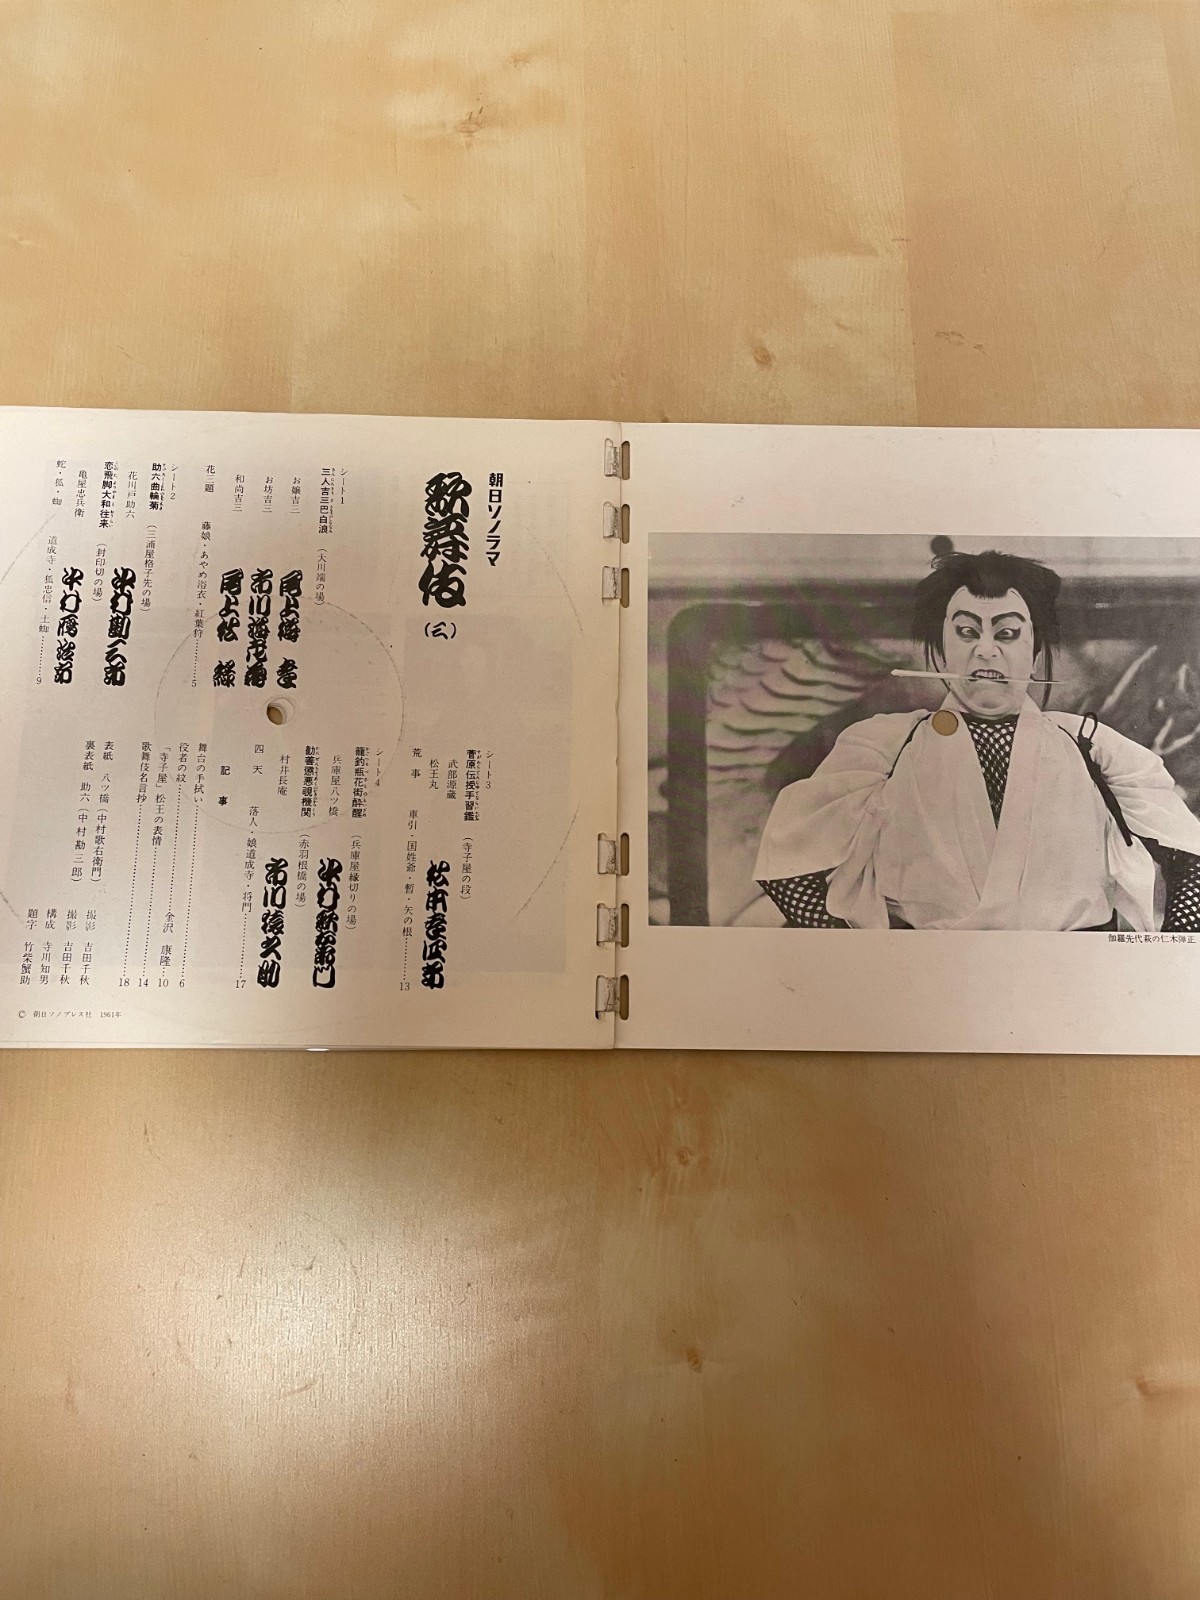 朝日ソノラマ
歌舞伎
（三）
シート1
三人吉三巴白浪
（大川端の場）
お嬢吉三
尾上梅幸
お坊吉三
市川海老蔵
和尚吉三
尾上松緑
花三題
藤娘・あやめ浴衣・紅葉狩………5
シート2
助六曲輪菊
（三浦屋格子先の場）
花川戸助六
中村勘三郎
恋飛脚大和往来
（封印切の場）
亀屋忠兵衛
中村鴈治郎
蛇・狐・蜘
道成寺・狐忠信・土蜘………9
シート3
菅原伝授手習鑑
（寺子屋の段）
武部源蔵
松王丸
松本幸四郎
荒事
車引・国姓爺・暫・矢の根………13
シート4
籠釣瓶花街酔醒
（兵庫屋縁切りの場）
兵庫屋八ツ橋
中村歌右衛門
勧善懲悪覗機関
（赤羽根橋の場）
村井長庵
市川猿之助
四天
落人・娘道成寺・将門………17
記事
舞台の手拭い………6
役者の紋………金沢康隆…10
「寺子屋」松王の表情………14
歌舞伎名言抄………18
表紙 八ツ橋（中村歌右衛門）
裏表紙 助六（中村勘三郎）
撮影 吉田千秋
撮影 吉田千秋
構成 寺川知男
題字 竹柴蟹助
© 朝日ソノプレス社 1961年
伽羅先代萩の仁木弾正